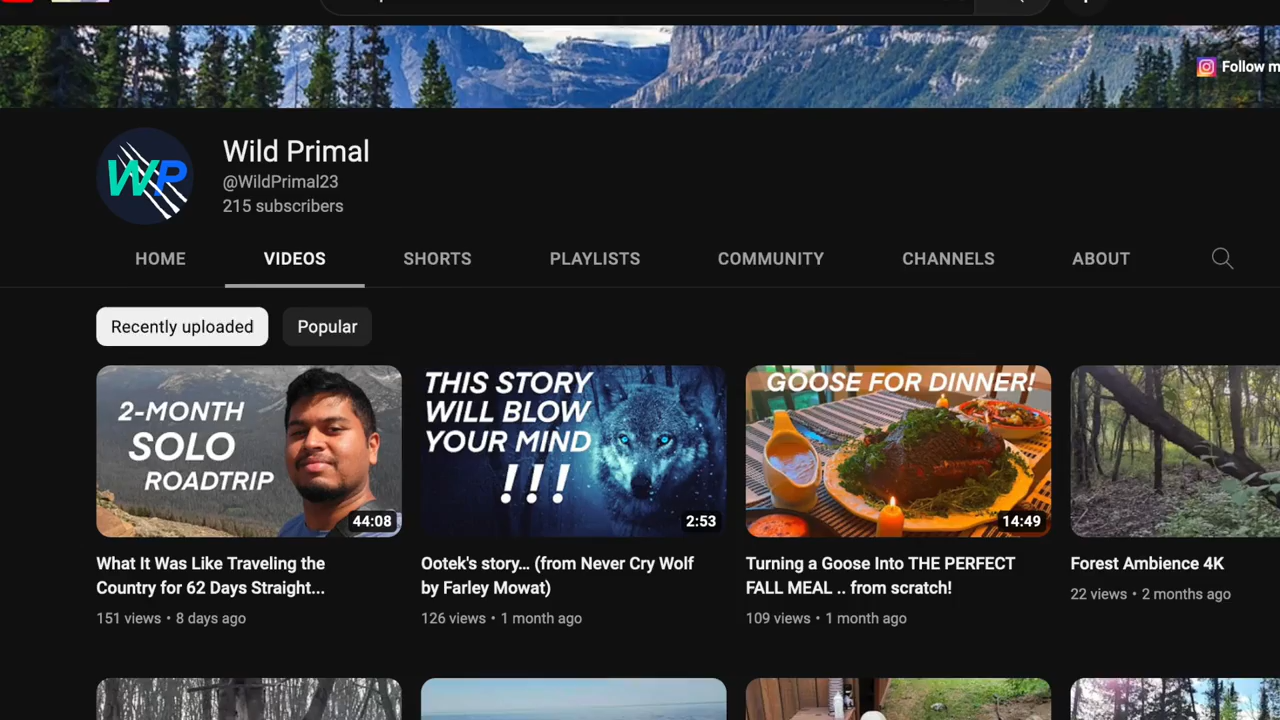 Follow m
WP
Wild Primal
@WildPrimal23
215 subscribers
HOME
VIDEOS
SHORTS
PLAYLISTS
COMMUNITY
CHANNELS
ABOUT
Recently uploaded
Popular
2-MONTH
SOLO
ROADTRIP
44:08
THIS STORY
WILL BLOW
YOUR MIND
!!!
2:53
GOOSE FOR DINNER!
14:49
What It Was Like Traveling the
Country for 62 Days Straight...
151 views • 8 days ago
Ootek's story... (from Never Cry Wolf
by Farley Mowat)
126 views • 1 month ago
Turning a Goose Into THE PERFECT
FALL MEAL .. from scratch!
109 views • 1 month ago
Forest Ambience 4K
22 views • 2 months ago